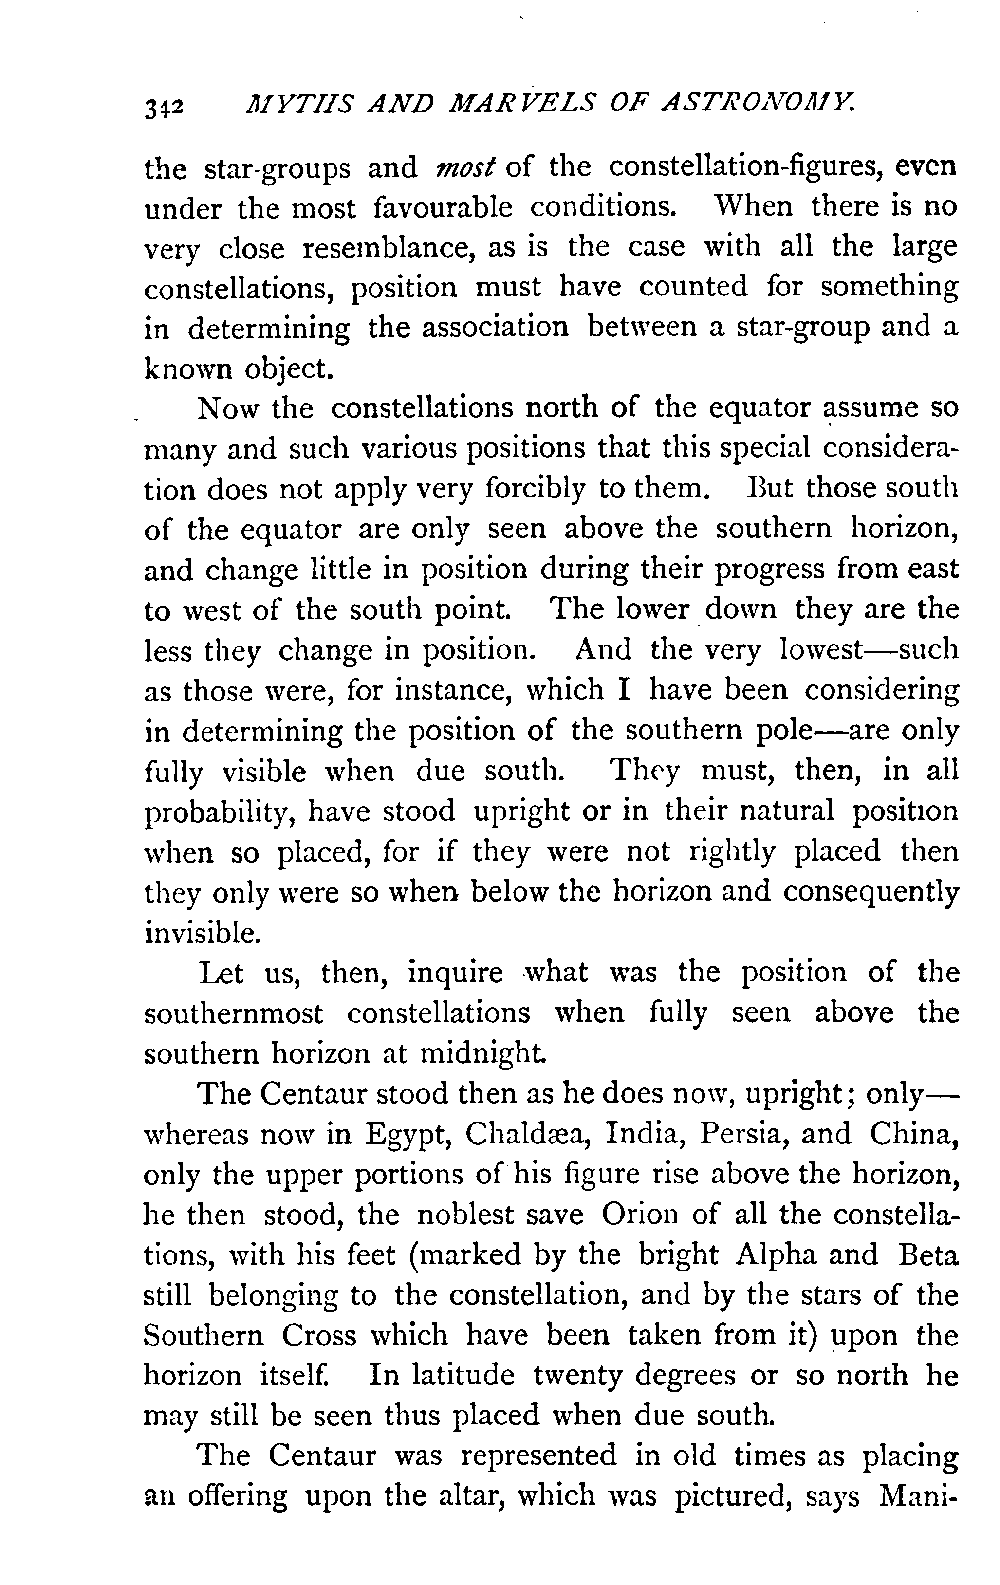 342 MYTHS AND MARVELS OF ASTRONOMY.
the star-groups and most of the constellation-figures, even
under the most favourable conditions. When there is no
very close resemblance, as is the case with all the large
constellations, position must have counted for something
in determining the association between a star-group and a
known object.
Now the constellations north of the equator assume so
many and such various positions that this special considera-
tion does not apply very forcibly to them. But those south
of the equator are only seen above the southern horizon,
and change little in position during their progress from east
to west of the south point. The lower down they are the
less they change in position. And the very lowest—such
as those were, for instance, which I have been considering
in determining the position of the southern pole—are only
fully visible when due south. They must, then, in all
probability, have stood upright or in their natural position
when so placed, for if they were not rightly placed then
they only were so when below the horizon and consequently
invisible.
Let us, then, inquire what was the position of the
southernmost constellations when fully seen above the
southern horizon at midnight.
The Centaur stood then as he does now, upright; only—
whereas now in Egypt, Chaldæa, India, Persia, and China,
only the upper portions of his figure rise above the horizon,
he then stood, the noblest save Orion of all the constella-
tions, with his feet (marked by the bright Alpha and Beta
still belonging to the constellation, and by the stars of the
Southern Cross which have been taken from it) upon the
horizon itself. In latitude twenty degrees or so north he
may still be seen thus placed when due south.
The Centaur was represented in old times as placing
an offering upon the altar, which was pictured, says Mani-